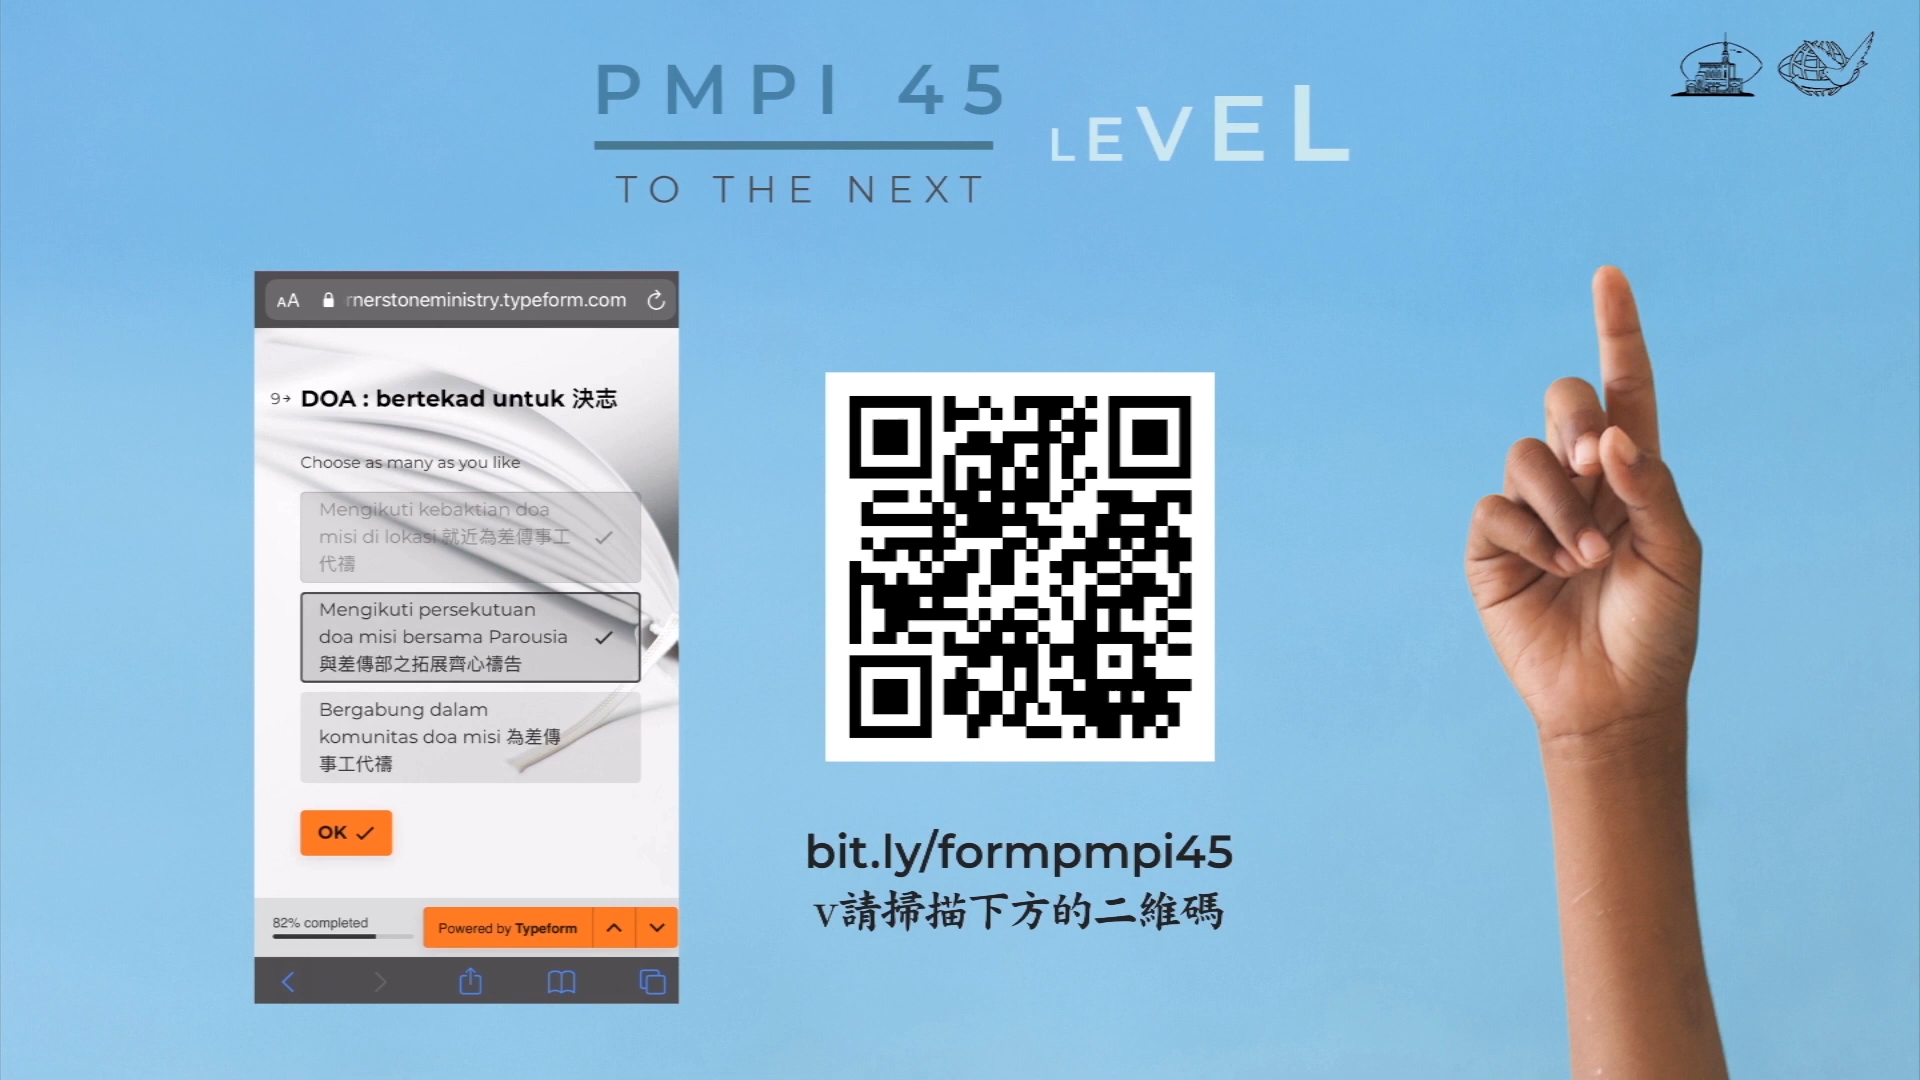 PMPI 45
TO THE NEXT
LEVEL
AA rnerstoneministry.typeform.com
9→ DOA : bertekad untuk 決志
Choose as many as you like
Mengikuti kebaktian doa
misi di lokasi 就近為差傳事工
代禱
Mengikuti persekutuan
doa misi bersama Parousia
與差傳部之拓展齊心禱告
Bergabung dalam
komunitas doa misi 為差傳
事工代禱
OK
82% completed
Powered by Typeform
bit.ly/formpmpi45
v請掃描下方的二維碼